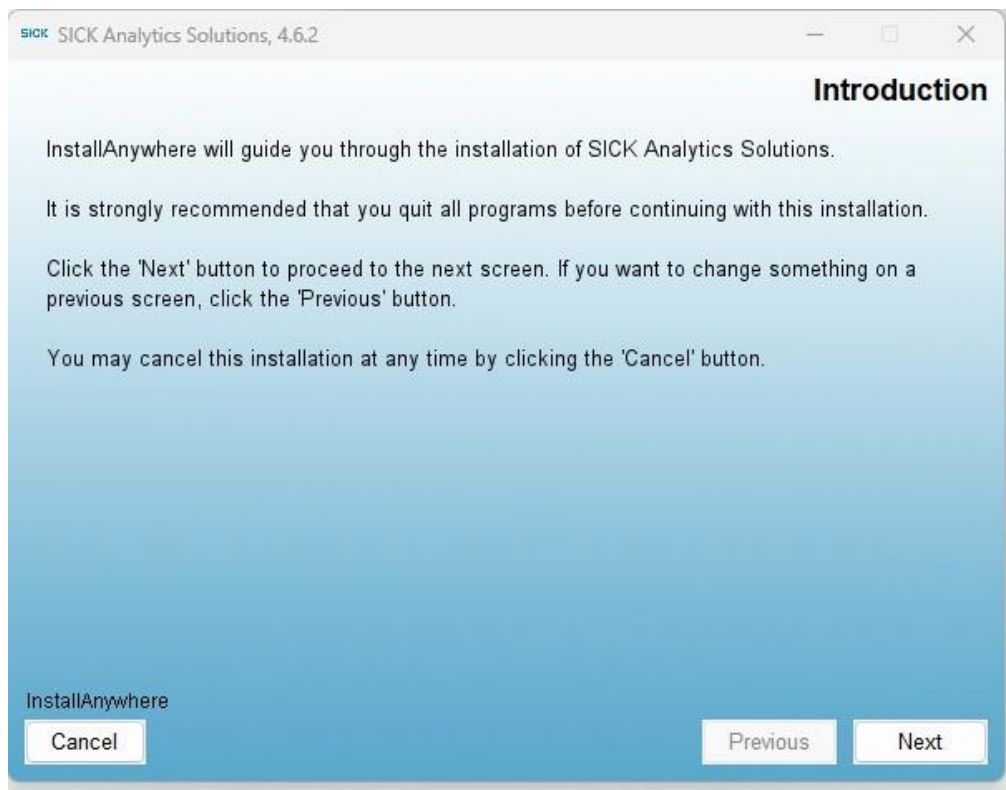 SICK SICK Analytics Solutions, 4.6.2
Introduction
InstallAnywhere will guide you through the installation of SICK Analytics Solutions.
It is strongly recommended that you quit all programs before continuing with this installation.
Click the 'Next' button to proceed to the next screen. If you want to change something on a
previous screen, click the 'Previous' button.
You may cancel this installation at any time by clicking the 'Cancel' button.
InstallAnywhere
Cancel Previous Next